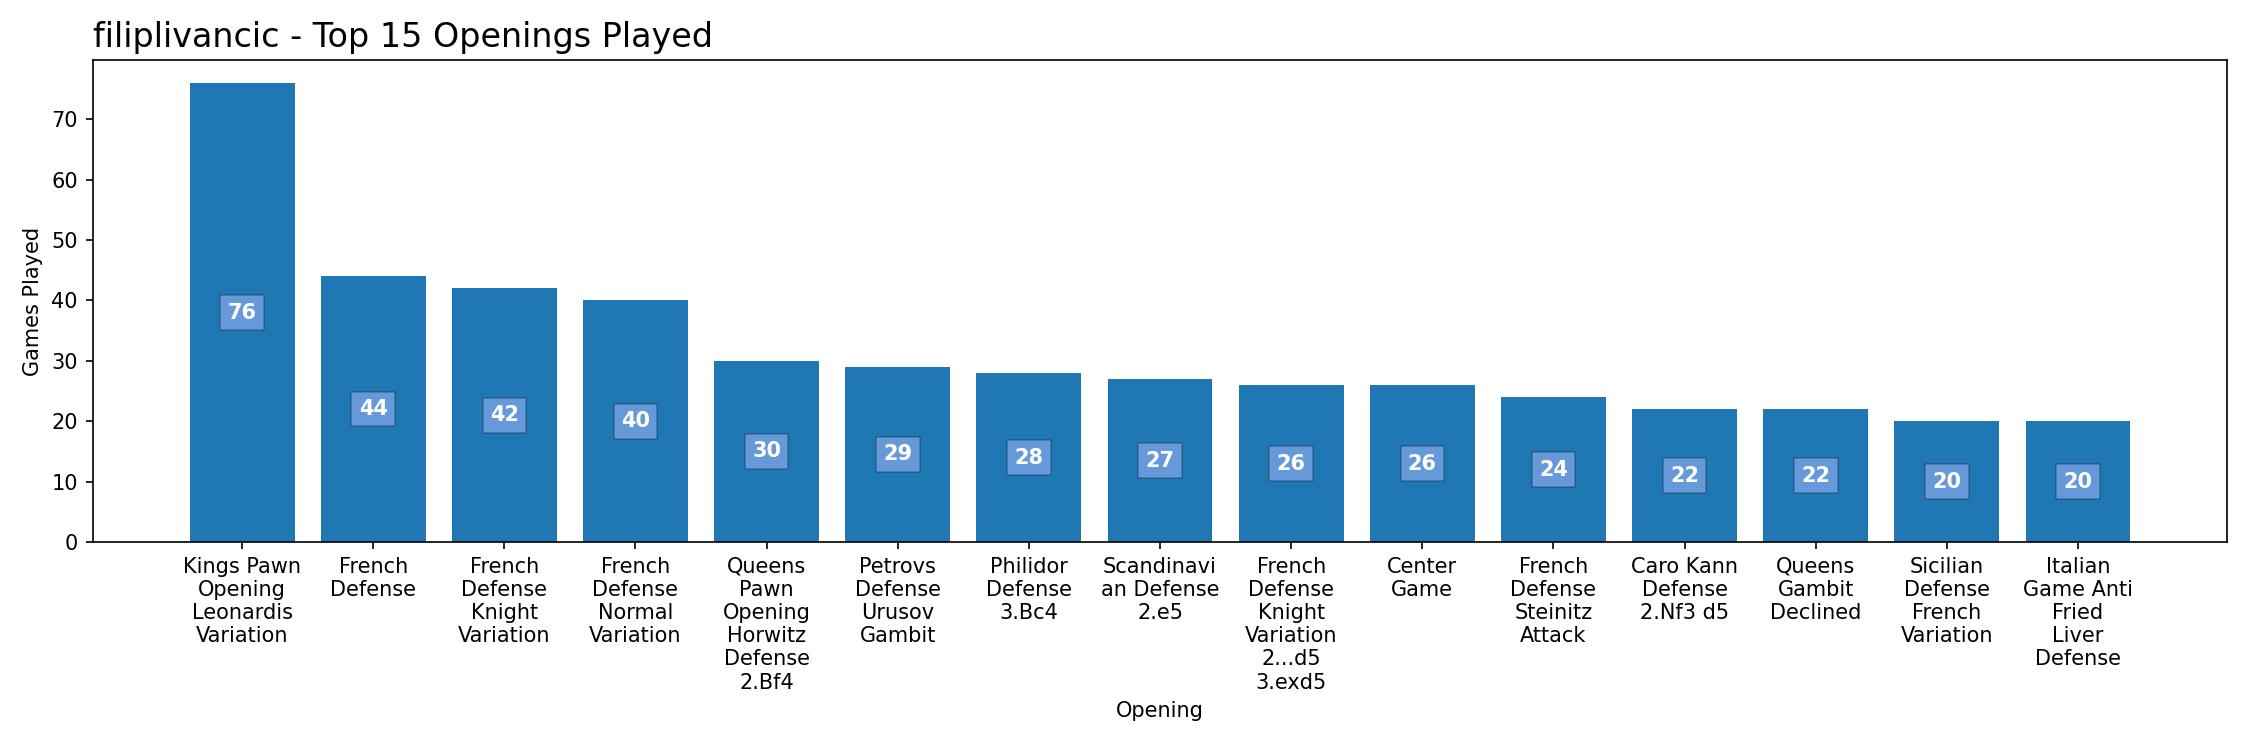 filiplivancic - Top 15 Openings Played
Games Played
70
60
50
40
30
20
10
0
76
44
42
40
30
29
28
27
26
26
24
22
22
20
20
Kings Pawn
Opening
Leonardis
Variation
French
Defense
French
Defense
Knight
Variation
French
Defense
Normal
Variation
Queens
Pawn
Opening
Horwitz
Defense
2.Bf4
Petrovs
Defense
Urusov
Gambit
Philidor
Defense
3.Bc4
Scandinavi
an Defense
2.e5
French
Defense
Knight
Variation
2...d5
3.exd5
Center
Game
French
Defense
Steinitz
Attack
Caro Kann
Defense
2.Nf3 d5
Queens
Gambit
Declined
Sicilian
Defense
French
Variation
Italian
Game Anti
Fried
Liver
Defense
Opening